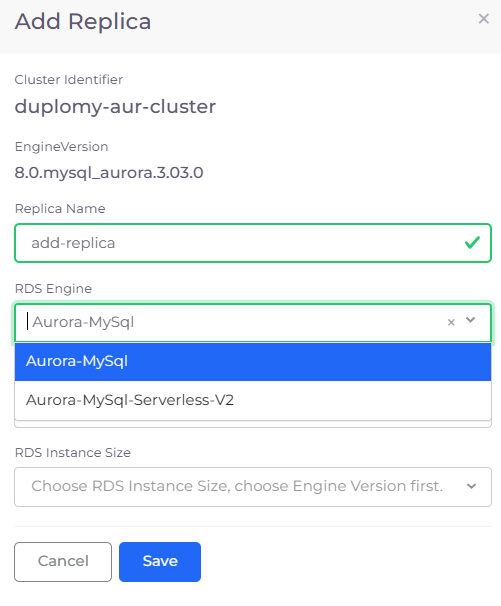 Add Replica
Cluster Identifier
duplomy-aur-cluster
EngineVersion
8.0.mysql_aurora.3.03.0
Replica Name
add-replica
RDS Engine
Aurora-MySql
Aurora-MySql
Aurora-MySql-Serverless-V2
RDS Instance Size
Choose RDS Instance Size, choose Engine Version first.
Cancel
Save